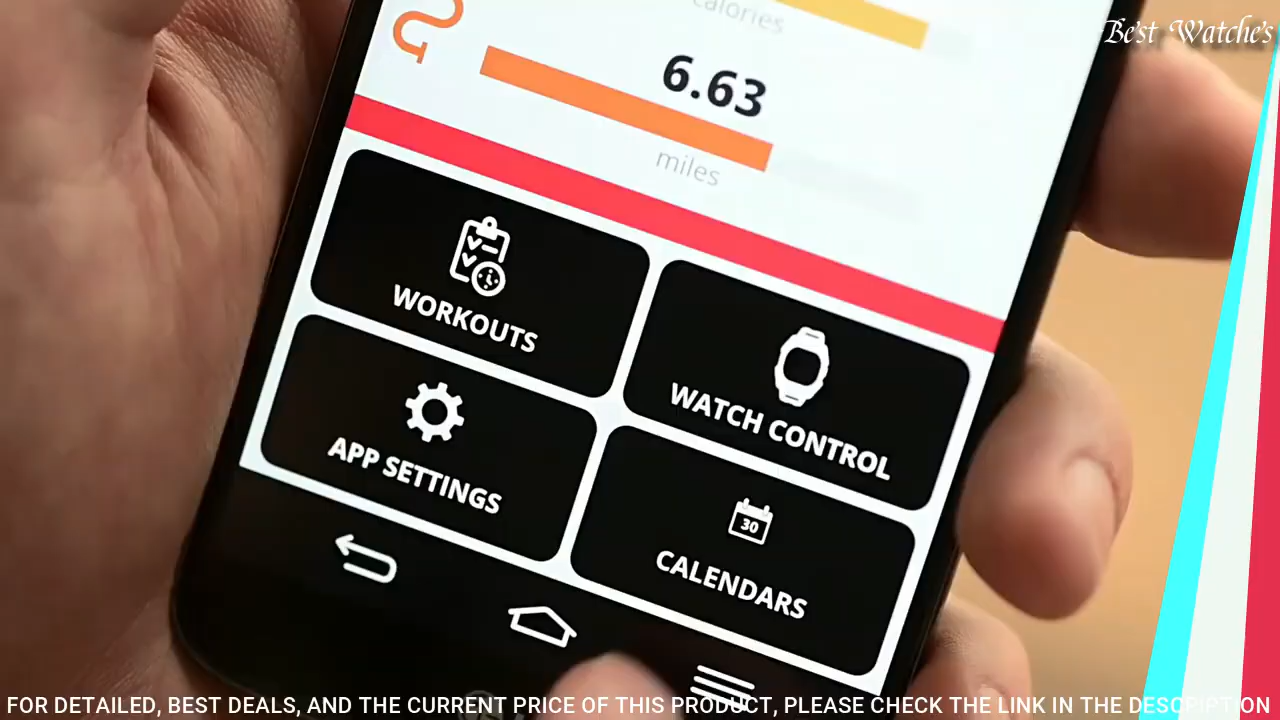 Be'st Watche's
calories
6.63
miles
WORKOUTS
WATCH CONTROL
APP SETTINGS
30
CALENDARS
FOR DETAILED, BEST DEALS, AND THE CURRENT PRICE OF THIS PRODUCT, PLEASE CHECK THE LINK IN THE DESCRIPTION